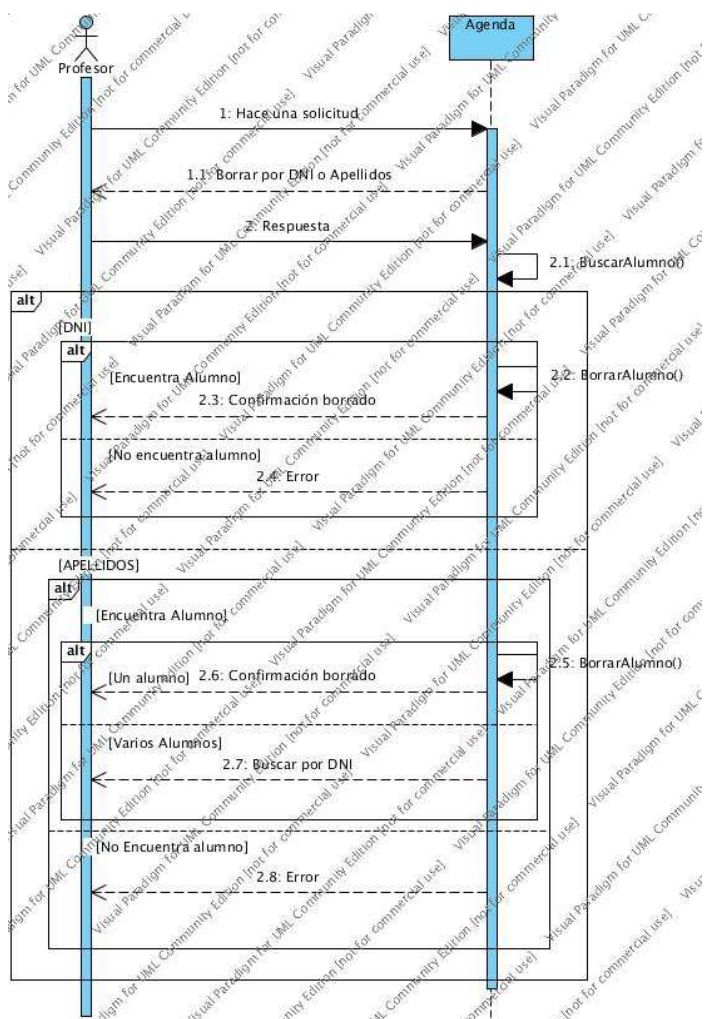 Profesor
Agenda
1: Hace una solicitud
1.1: Borrar por DNI o Apellidos
2: Respuesta
2.1: BuscarAlumno()
alt
[DNI]
alt
[Encuentra Alumno]
2.2: BorrarAlumno()
2.3: Confirmación borrado
[No encuentra alumno]
2.4: Error
[APELLIDOS]
alt
[Encuentra Alumno]
alt
2.5: BorrarAlumno()
[Un alumno]
2.6: Confirmación borrado
[Varios Alumnos]
2.7: Buscar por DNI
[No Encuentra alumno]
2.8: Error
Visual Paradigm for UML Community Edition [not for commercial use]